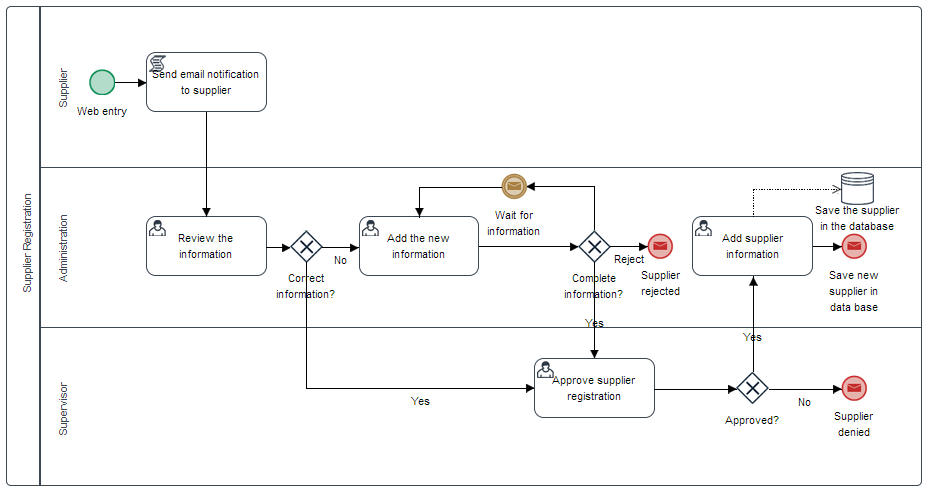 Supplier Registration
Supplier
Web entry
Send email notification
to supplier
Administration
Review the
information
Correct
information?
No
Add the new
information
Wait for
information
Complete
information?
Reject
Supplier
rejected
Add supplier
information
Save the supplier
in the database
Save new
supplier in
data base
Yes
Yes
Supervisor
Yes
Approve supplier
registration
Approved?
No
Supplier
denied